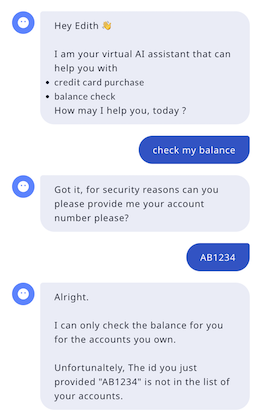 Hey Edith 👋
I am your virtual AI assistant that can
help you with
• credit card purchase
• balance check
How may I help you, today ?
check my balance
Got it, for security reasons can you
please provide me your account
number please?
AB1234
Alright.
I can only check the balance for you
for the accounts you own.
Unfortunaltely, The id you just
provided "AB1234" is not in the list of
your accounts.